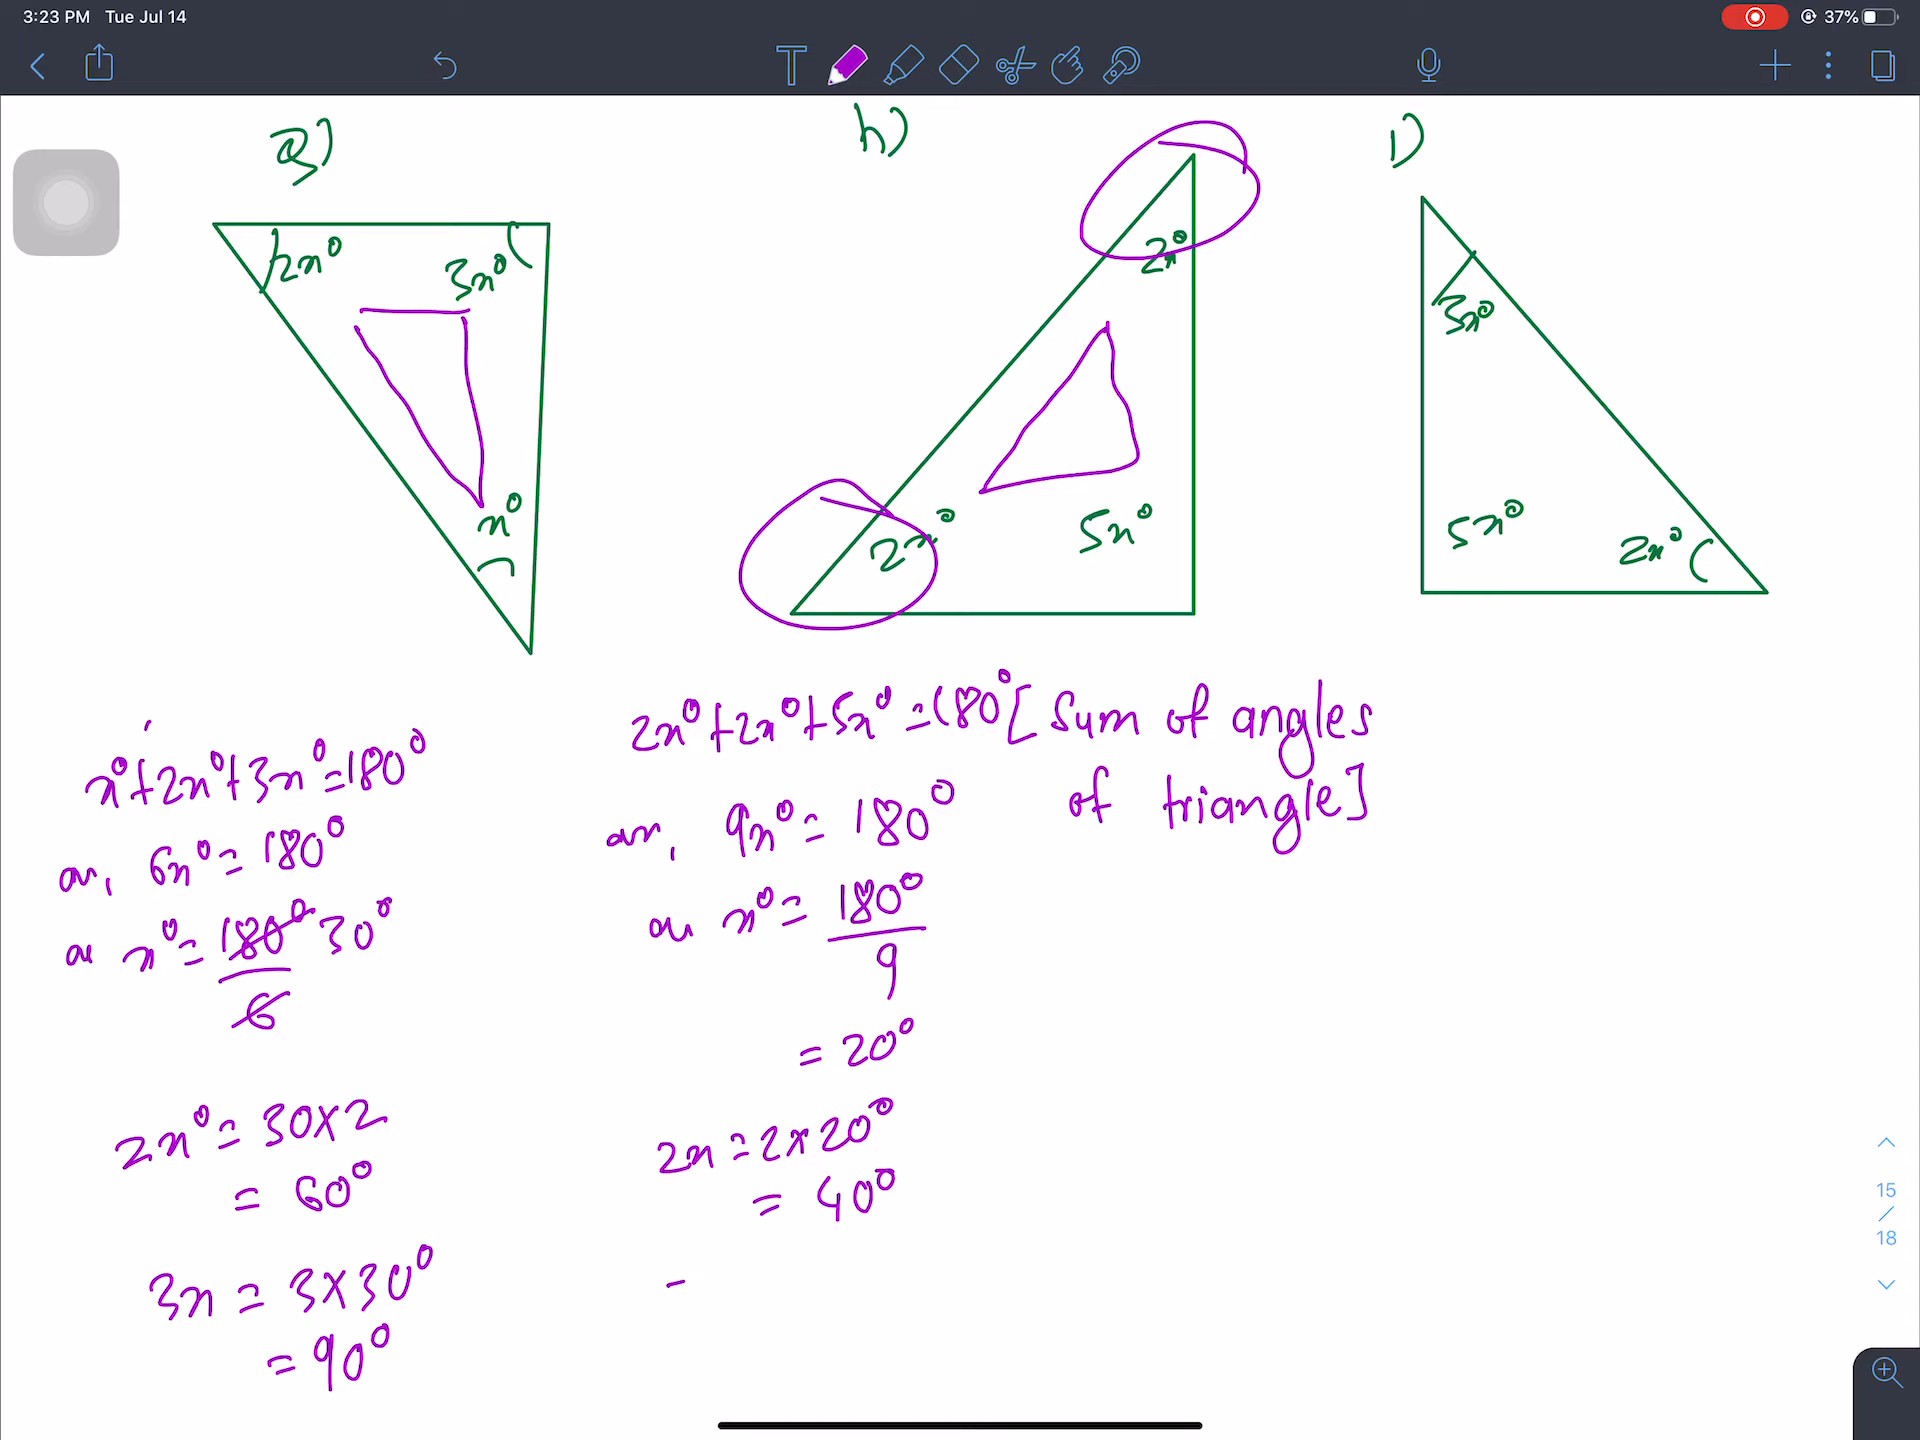 3:23 PM Tue Jul 14
37%
g)
h)
i)
2x°
3x°
x°
2x°
2x°
5x°
3x°
5x°
2x°
x°+2x°+3x°=180°
or, 6x°=180°
or x°=180°/6 30°
2x°=30×2
=60°
3x=3×30°
=90°
2x°+2x°+5x°=180° [Sum of angles
of triangle]
or, 9x°=180°
or x°=180°/9
=20°
2x=2×20°
=40°
15
/
18